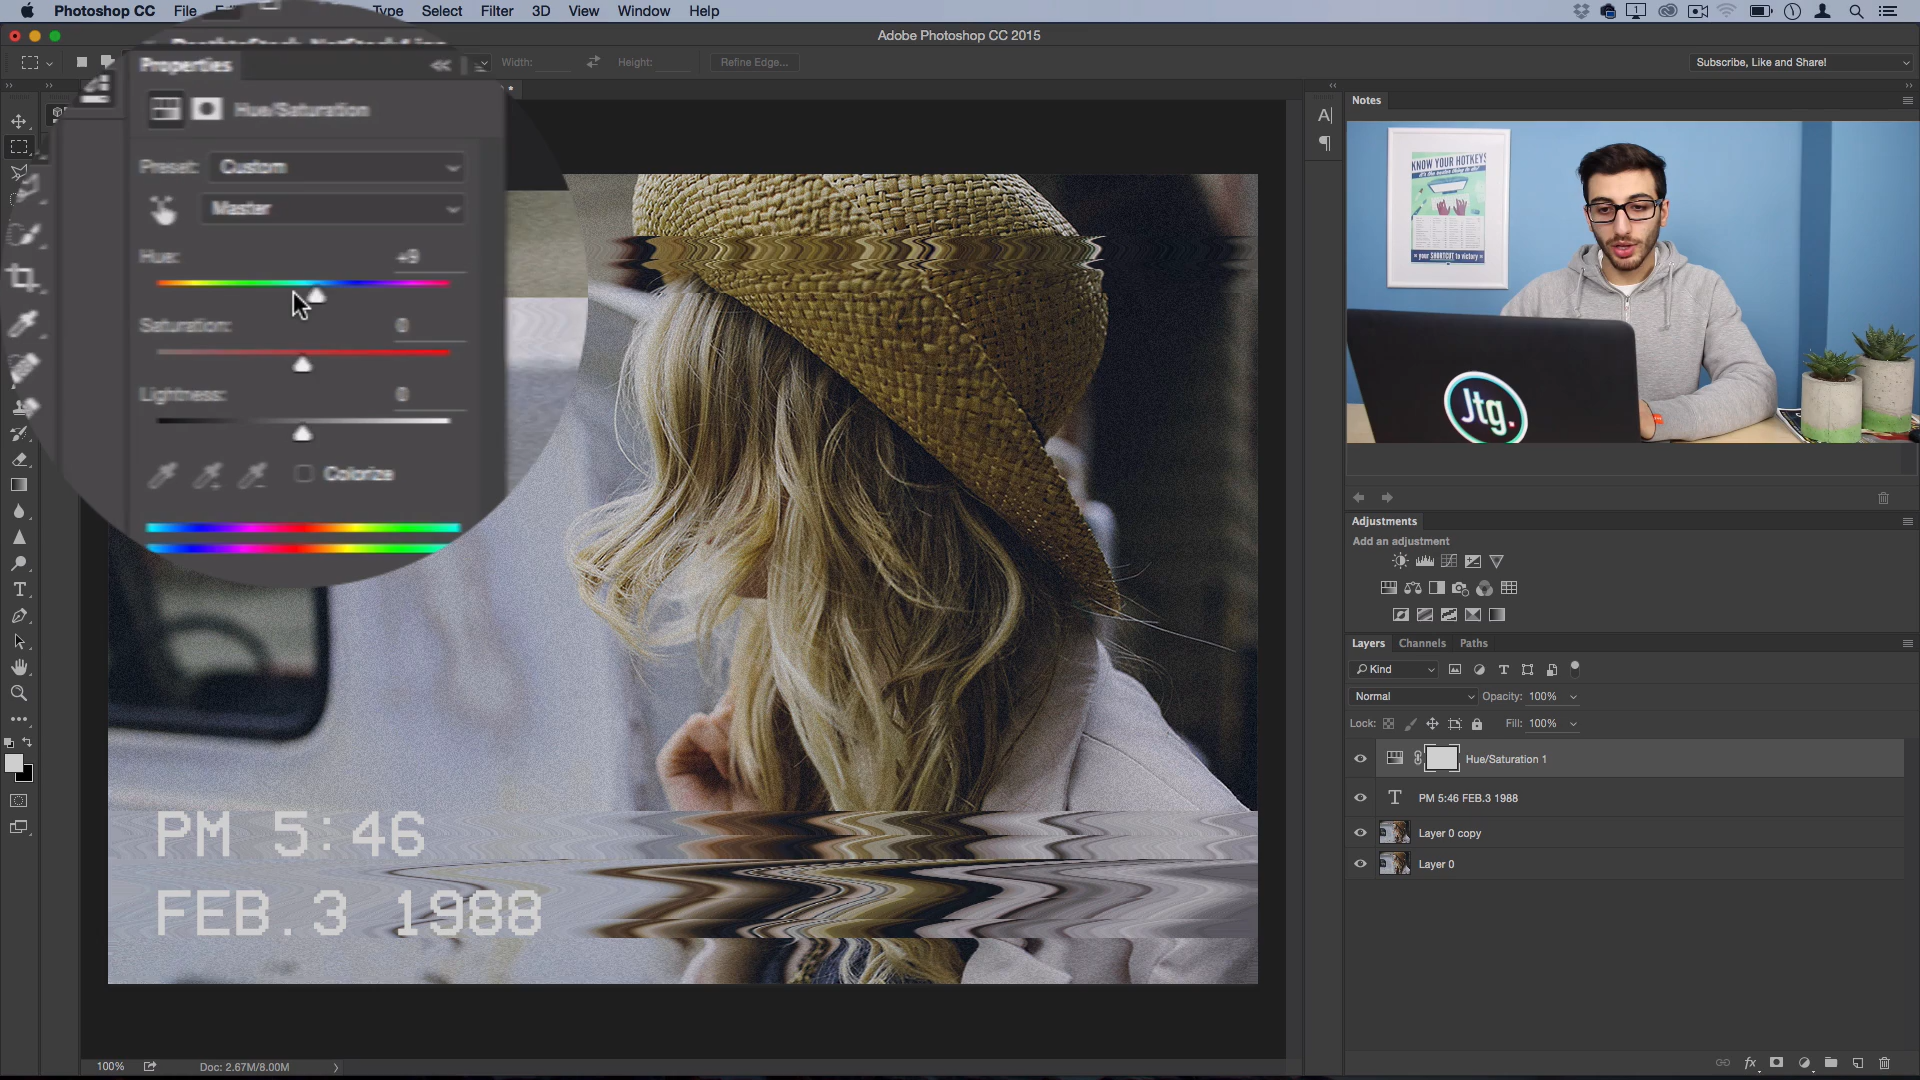 Photoshop CC File Type Select Filter 3D View Window Help
Adobe Photoshop CC 2015
Width: Height: Refine Edge... Subscribe, Like and Share!
Properties
Hue/Saturation
Preset: Custom
Master
Hue: +9
Saturation: 0
Lightness: 0
Colorize
PM 5:46
FEB.3 1988
100% Doc: 2.67M/8.00M
Notes
KNOW YOUR HOTKEYS
your SHORTCUT to victory
Jtg.
Adjustments
Add an adjustment
Layers Channels Paths
Kind
Normal Opacity: 100%
Lock: Fill: 100%
Hue/Saturation 1
PM 5:46 FEB.3 1988
Layer 0 copy
Layer 0